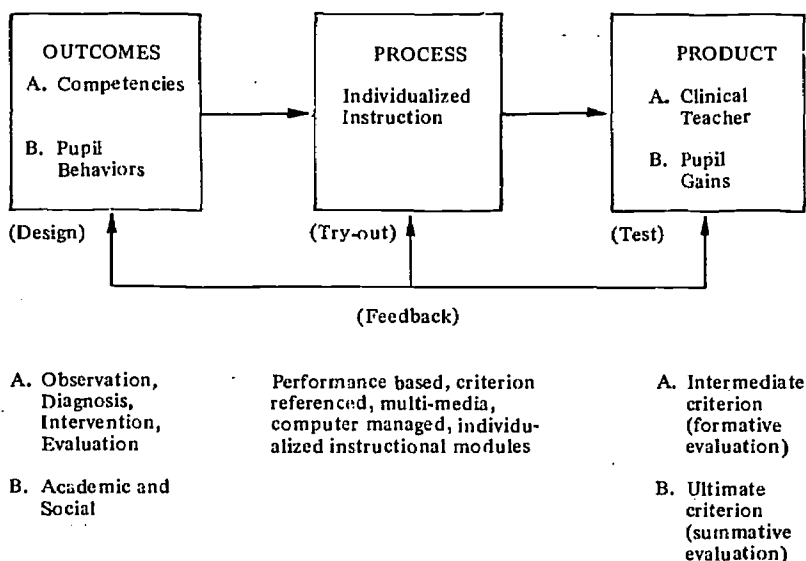 OUTCOMES
A. Competencies
B. Pupil
Behaviors
(Design)
PROCESS
Individualized
Instruction
(Try-out)
PRODUCT
A. Clinical
Teacher
B. Pupil
Gains
(Test)
(Feedback)
A. Observation,
Diagnosis,
Intervention,
Evaluation
B. Academic and
Social
Performance based, criterion
referenced, multi-media,
computer managed, individu-
alized instructional modules
A. Intermediate
criterion
(formative
evaluation)
B. Ultimate
criterion
(summative
evaluation)